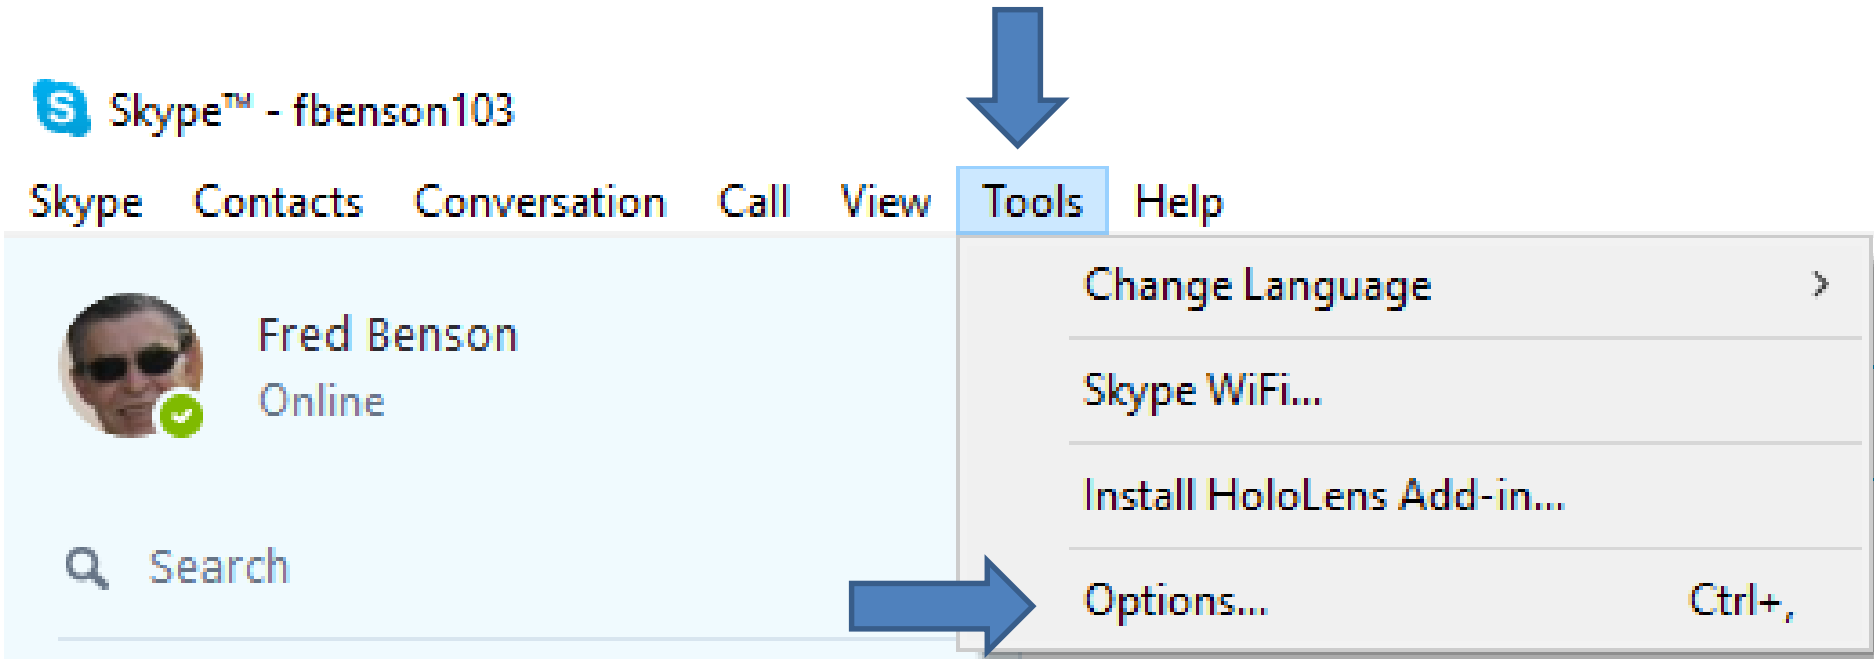 Skype™ - fbenson103
Skype Contacts Conversation Call View Tools Help
Fred Benson
Online
Search
Change Language
Skype WiFi...
Install HoloLens Add-in...
Options... Ctrl+,